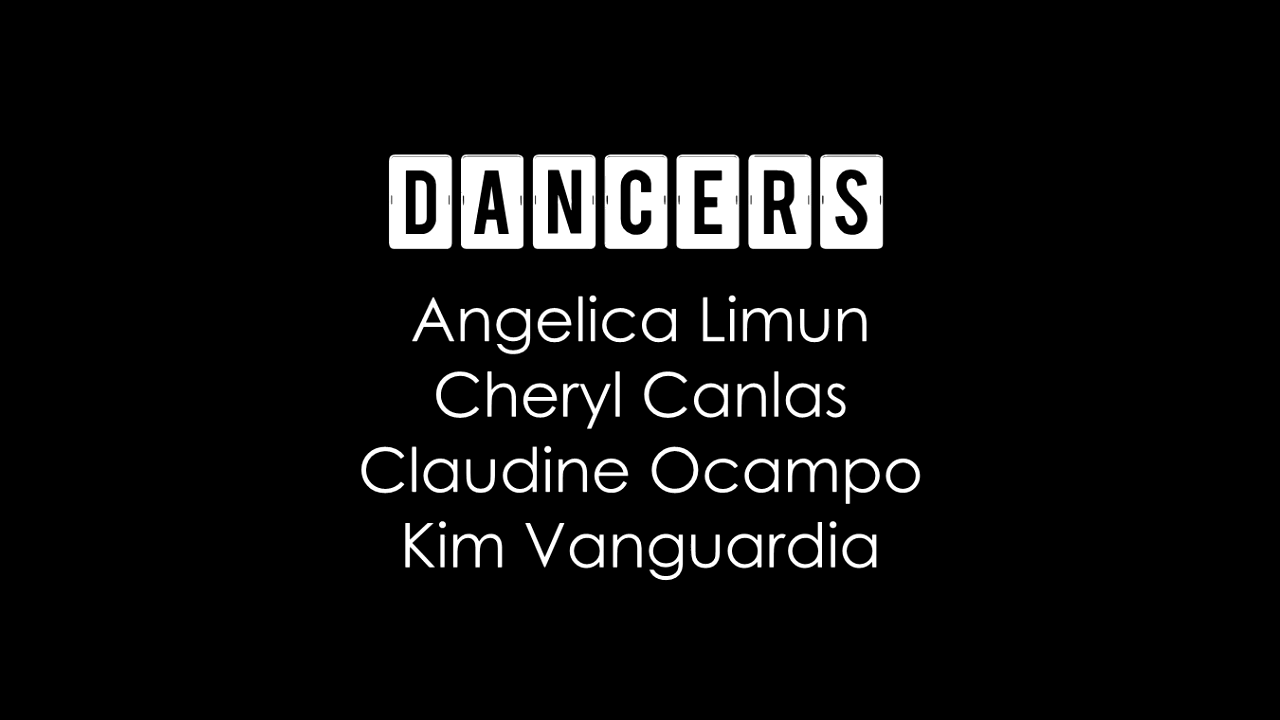 DANCERS
Angelica Limun
Cheryl Canlas
Claudine Ocampo
Kim Vanguardia